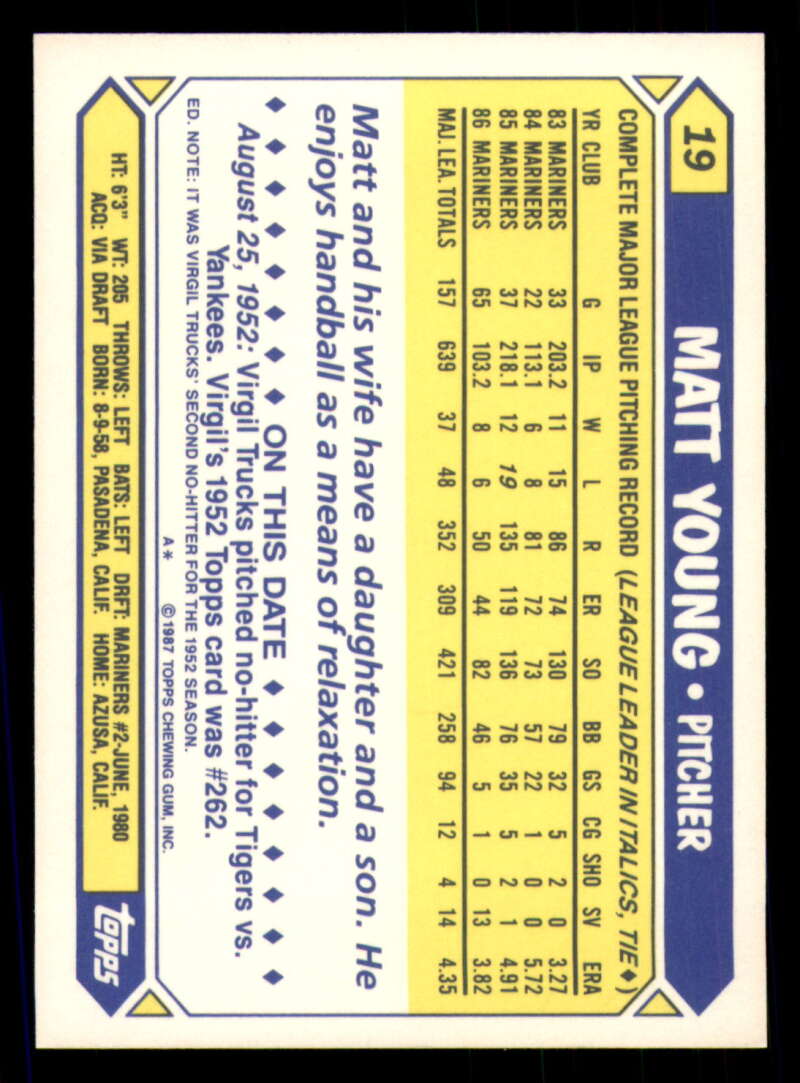 19 MATT YOUNG • PITCHER
COMPLETE MAJOR LEAGUE PITCHING RECORD (LEAGUE LEADER IN ITALICS, TIE ♦)
YR CLUB G IP W L R ER SO BB GS CG SHO SV ERA
83 MARINERS 33 203.2 11 15 86 74 130 79 32 5 2 0 3.27
84 MARINERS 22 113.1 6 8 81 72 73 57 22 1 0 0 5.72
85 MARINERS 37 218.1 12 19 135 119 136 76 35 5 2 1 4.91
86 MARINERS 65 103.2 8 6 50 44 82 46 5 1 0 13 3.82
MAJ. LEA. TOTALS 157 639 37 48 352 309 421 258 94 12 4 14 4.35
Matt and his wife have a daughter and a son. He
enjoys handball as a means of relaxation.
♦ ♦ ♦ ♦ ♦ ♦ ♦ ♦ ON THIS DATE ♦ ♦ ♦ ♦ ♦ ♦ ♦ ♦
August 25, 1952: Virgil Trucks pitched no-hitter for Tigers vs.
Yankees. Virgil's 1952 Topps card was #262.
ED. NOTE: IT WAS VIRGIL TRUCKS' SECOND NO-HITTER FOR THE 1952 SEASON.
A* ©1987 TOPPS CHEWING GUM, INC.
HT: 6'3" WT: 205 THROWS: LEFT BATS: LEFT DRFT: MARINERS #2-JUNE, 1980
ACQ: VIA DRAFT BORN: 8-9-58, PASADENA, CALIF. HOME: AZUSA, CALIF.
topps